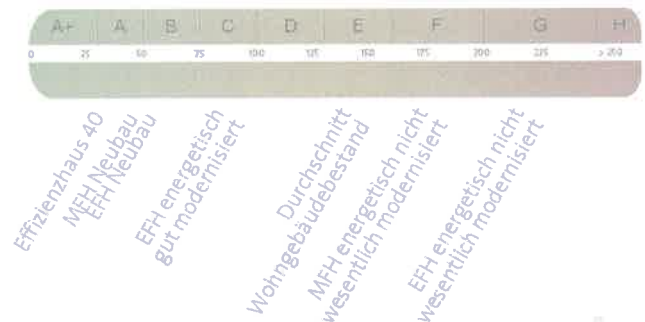 A+ A B C D E F G H
0 25 50 75 100 125 150 175 200 225 > 250
Effizienzhaus 40
MFH Neubau
EFH Neubau
EFH energetisch
gut modernisiert
Durchschnitt
Wohngebäudebestand
MFH energetisch nicht
wesentlich modernisiert
EFH energetisch nicht
wesentlich modernisiert